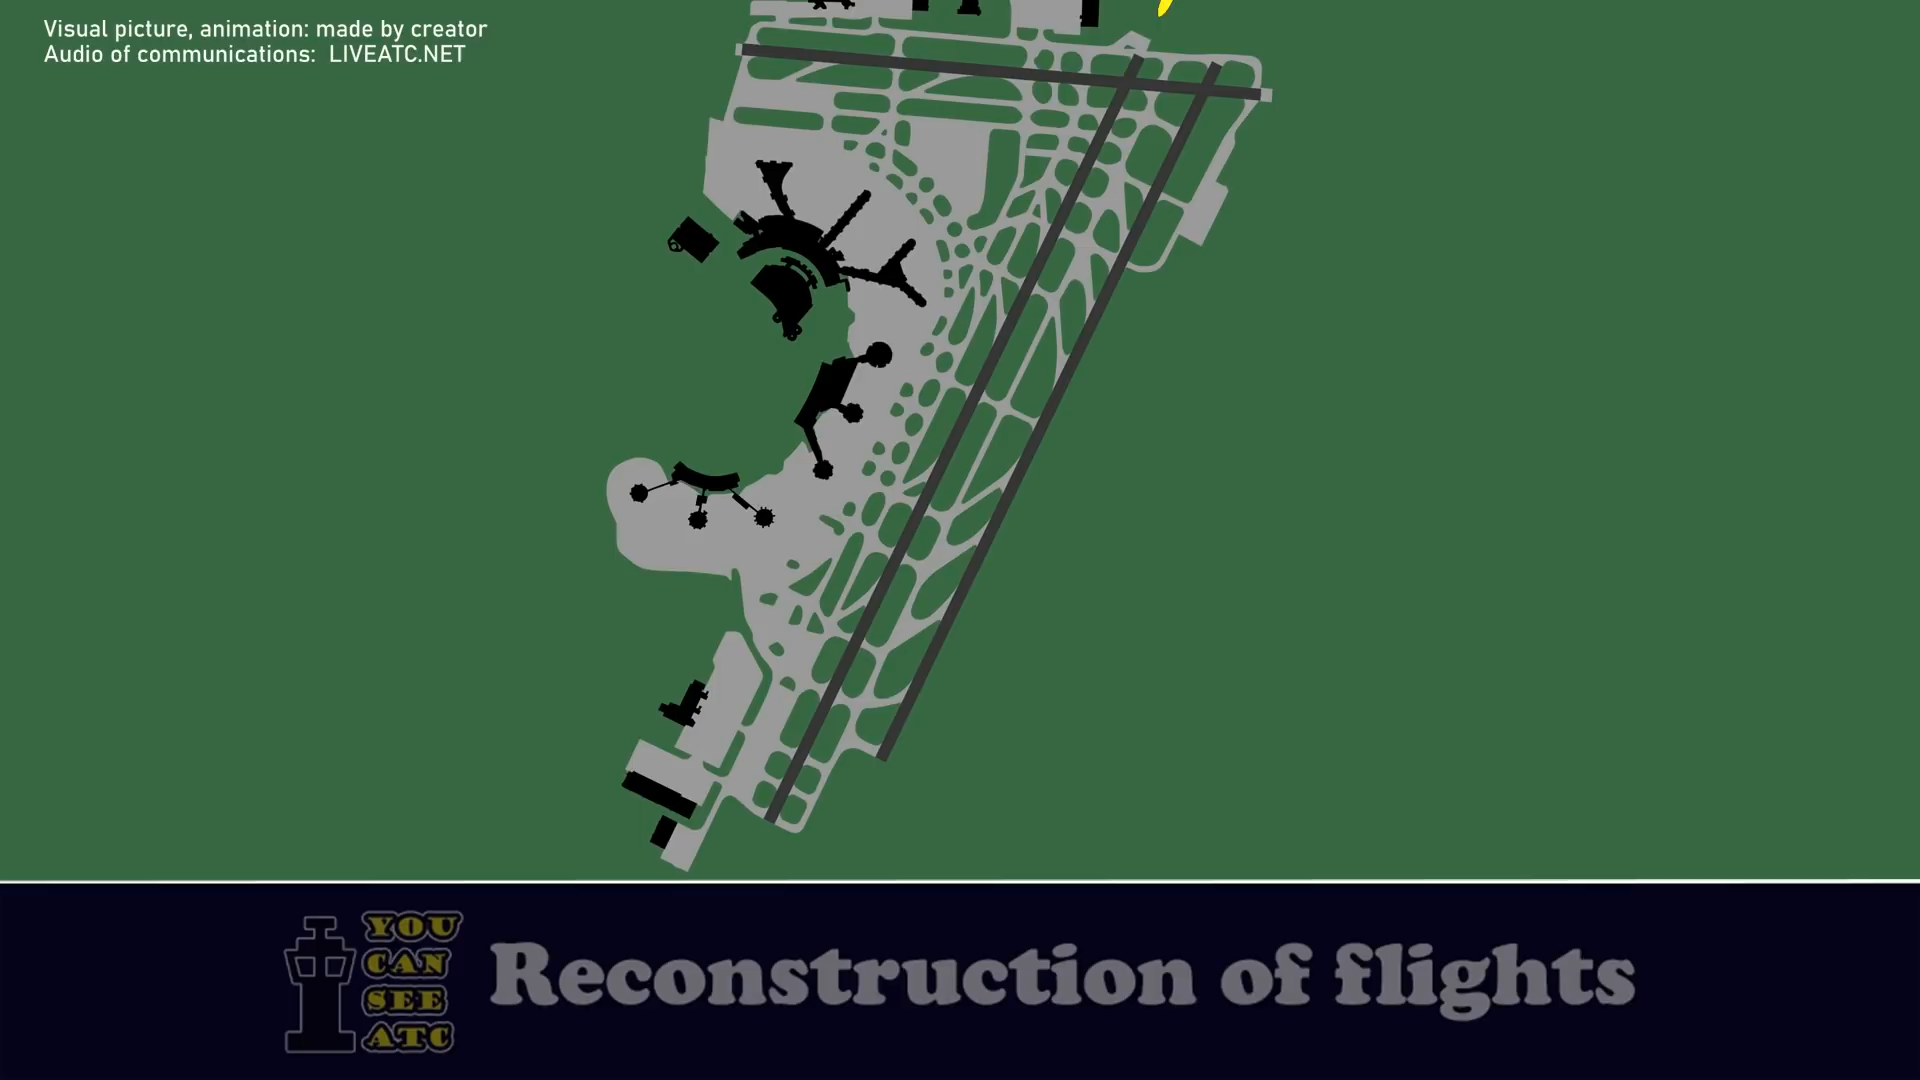 Visual picture, animation: made by creator
Audio of communications: LIVEATC.NET
YOU
CAN
SEE
ATC
Reconstruction of flights